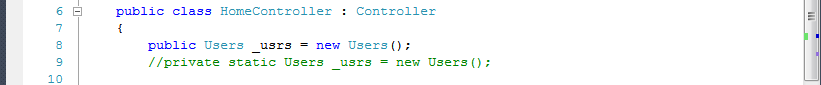 6 public class HomeController : Controller
7 {
8 public Users _usrs = new Users();
9 //private static Users _usrs = new Users();
10